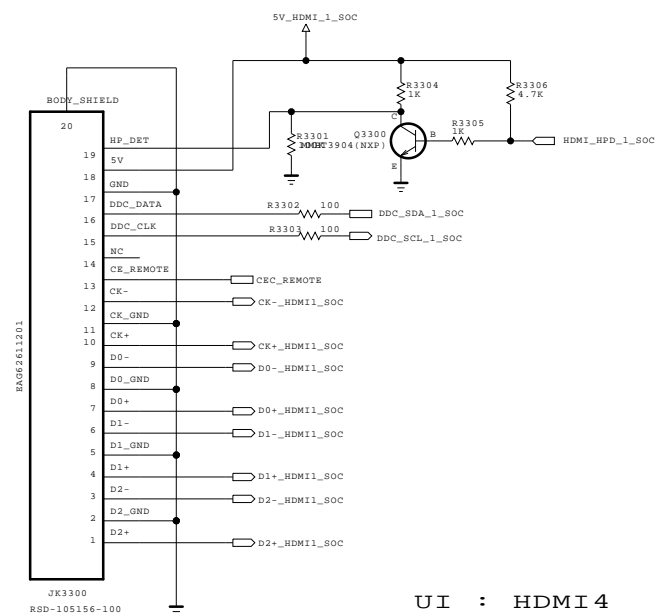 5V_HDMI_1_SOC
BODY_SHIELD
20
R3304
1K
R3306
4.7K
R3301
Q3300
MMBT3904(NXP)
C
B
E
R3305
1K
HDMI_HPD_1_SOC
19 HP_DET
18 5V
17 GND
16 DDC_DATA R3302 100 DDC_SDA_1_SOC
15 DDC_CLK R3303 100 DDC_SCL_1_SOC
14 NC
13 CE_REMOTE CEC_REMOTE
12 CK- CK-_HDMI1_SOC
11 CK_GND
10 CK+ CK+_HDMI1_SOC
9 D0- D0-_HDMI1_SOC
8 D0_GND
7 D0+ D0+_HDMI1_SOC
6 D1- D1-_HDMI1_SOC
5 D1_GND
4 D1+ D1+_HDMI1_SOC
3 D2- D2-_HDMI1_SOC
2 D2_GND
1 D2+ D2+_HDMI1_SOC
EAG62611201
JK3300
RSD-105156-100
UI : HDMI4